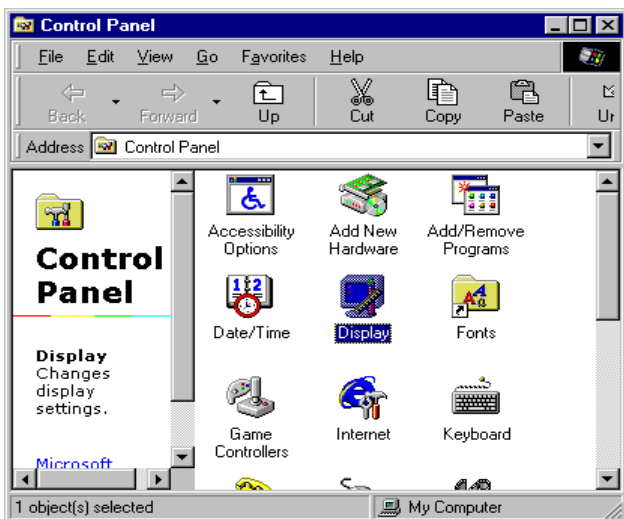 Control Panel
File Edit View Go Favorites Help
Back Forward Up Cut Copy Paste
Address Control Panel
Control
Panel
Display
Changes
display
settings.
Microsoft
Accessibility
Options
Add New
Hardware
Add/Remove
Programs
Date/Time
Display
Fonts
Game
Controllers
Internet
Keyboard
1 object(s) selected
My Computer